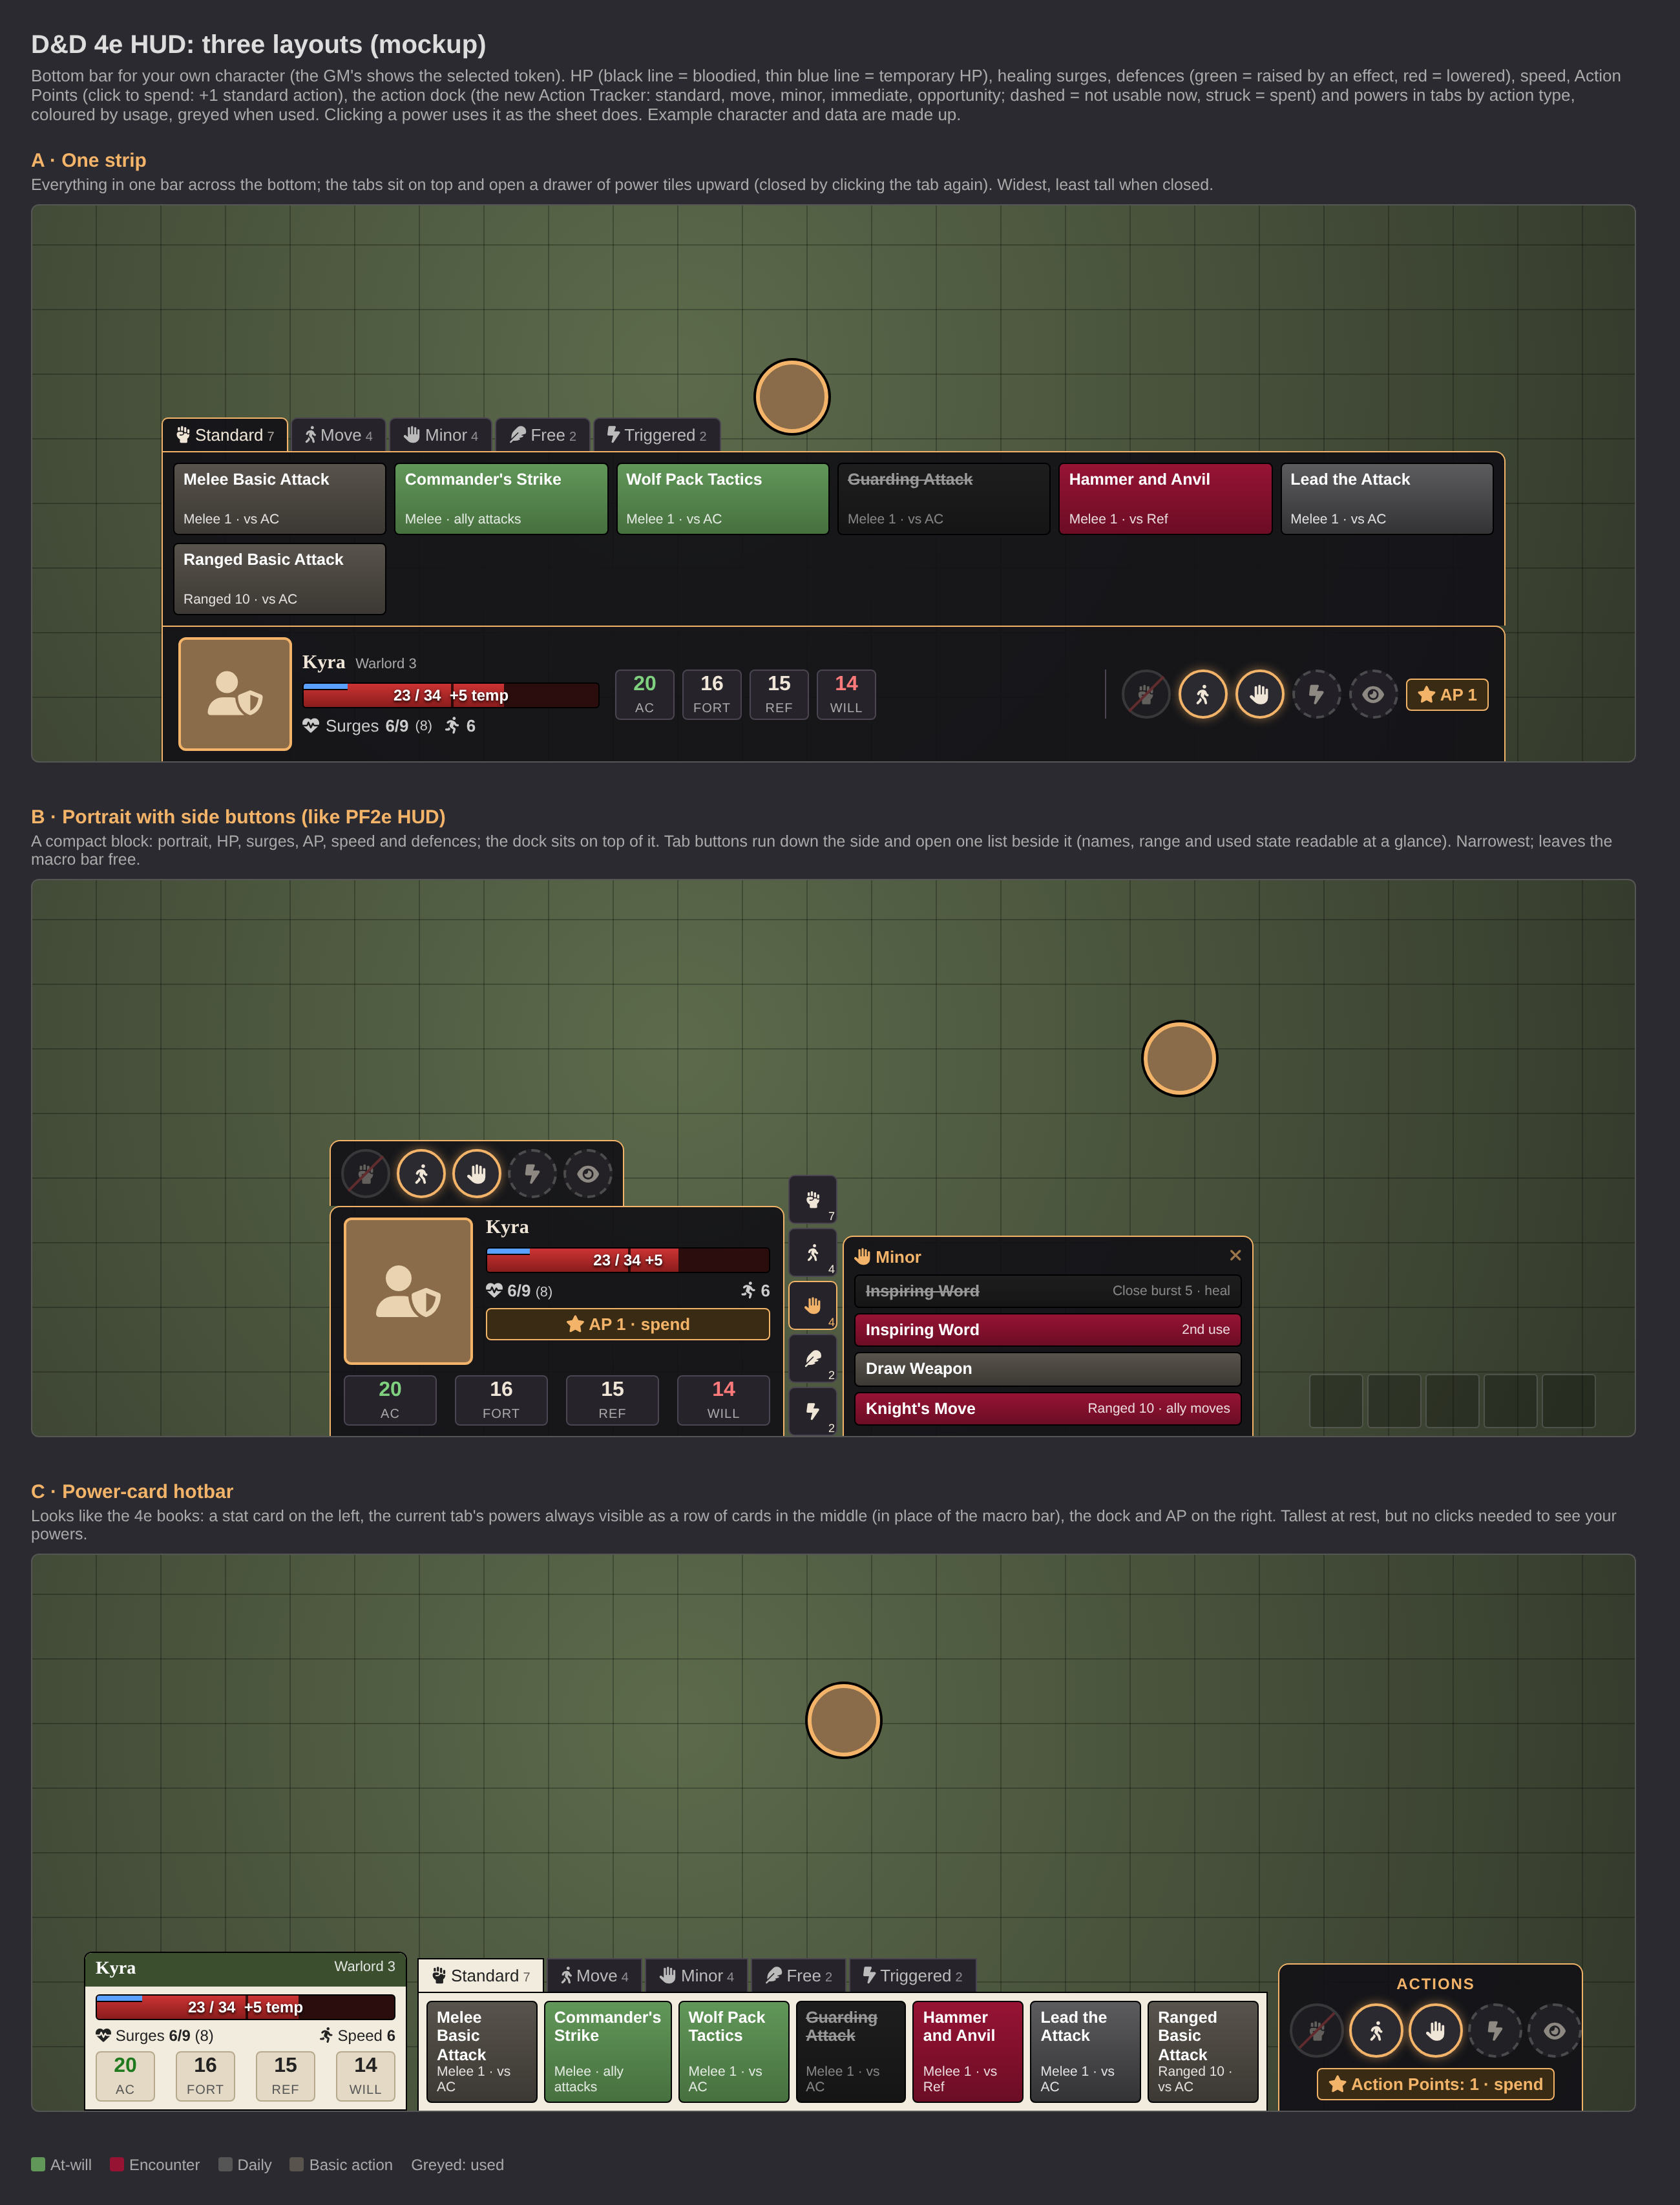 D&D 4e HUD: three layouts (mockup)
Bottom bar for your own character (the GM's shows the selected token). HP (black line = bloodied, thin blue line = temporary HP), healing surges, defences (green = raised by an effect, red = lowered), speed, Action
Points (click to spend: +1 standard action), the action dock (the new Action Tracker: standard, move, minor, immediate, opportunity; dashed = not usable now, struck = spent) and powers in tabs by action type,
coloured by usage, greyed when used. Clicking a power uses it as the sheet does. Example character and data are made up.
A · One strip
Everything in one bar across the bottom; the tabs sit on top and open a drawer of power tiles upward (closed by clicking the tab again). Widest, least tall when closed.
Standard 7 Move 4 Minor 4 Free 2 Triggered 2
Melee Basic Attack Commander's Strike Wolf Pack Tactics Guarding Attack Hammer and Anvil Lead the Attack
Melee 1 · vs AC Melee · ally attacks Melee 1 · vs AC Melee 1 · vs AC Melee 1 · vs Ref Melee 1 · vs AC
Ranged Basic Attack
Ranged 10 · vs AC
Kyra Warlord 3
23 / 34 +5 temp
Surges 6/9 (8) 6
20 16 15 14
AC FORT REF WILL
AP 1
B · Portrait with side buttons (like PF2e HUD)
A compact block: portrait, HP, surges, AP, speed and defences; the dock sits on top of it. Tab buttons run down the side and open one list beside it (names, range and used state readable at a glance). Narrowest; leaves the
macro bar free.
Kyra
23 / 34 +5
6/9 (8) 6
AP 1 · spend
20 16 15 14
AC FORT REF WILL
7
4
4
2
2
Minor
Inspiring Word Close burst 5 · heal
Inspiring Word 2nd use
Draw Weapon
Knight's Move Ranged 10 · ally moves
C · Power-card hotbar
Looks like the 4e books: a stat card on the left, the current tab's powers always visible as a row of cards in the middle (in place of the macro bar), the dock and AP on the right. Tallest at rest, but no clicks needed to see your
powers.
Kyra Warlord 3
23 / 34 +5 temp
Surges 6/9 (8) Speed 6
20 16 15 14
AC FORT REF WILL
Standard 7 Move 4 Minor 4 Free 2 Triggered 2
Melee
Basic
Attack
Melee 1 · vs
AC
Commander's
Strike
Melee · ally
attacks
Wolf Pack
Tactics
Melee 1 · vs
AC
Guarding
Attack
Melee 1 · vs
AC
Hammer
and Anvil
Melee 1 · vs
Ref
Lead the
Attack
Melee 1 · vs
AC
Ranged
Basic
Attack
Ranged 10 ·
vs AC
ACTIONS
Action Points: 1 · spend
At-will Encounter Daily Basic action Greyed: used